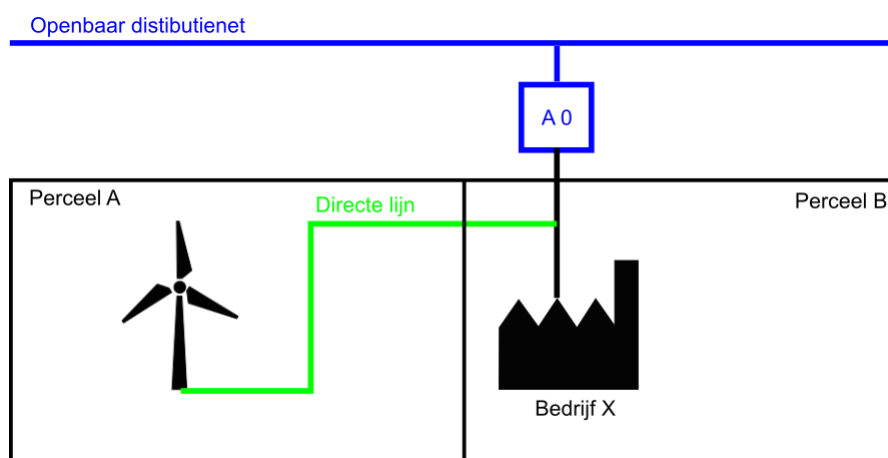 Openbaar distibutienet
A 0
Perceel A
Perceel B
Directe lijn
Bedrijf X